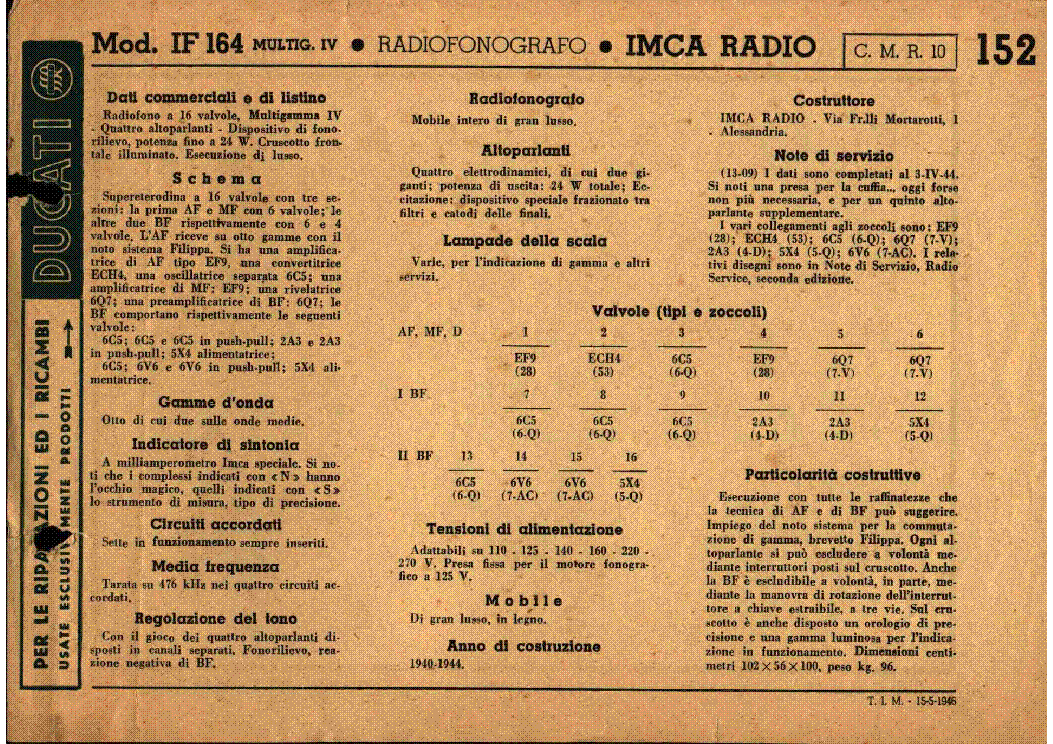 Mod. IF 164 MULTIG. IV ● RADIOFONOGRAFO ● IMCA RADIO C. M. R. 10 152
DUCATI
PER LE RIPARAZIONI ED I RICAMBI
USATE ESCLUSIVAMENTE PRODOTTI
Dati commerciali e di listino
Radiofono a 16 valvole, Multigamma IV
- Quattro altoparlanti - Dispositivo di fono-
rilievo, potenza fino a 24 W. Cruscotto fron-
tale illuminato. Esecuzione di lusso.
Schema
Supereterodina a 16 valvole con tre se-
zioni: la prima AF e MF con 6 valvole; le
altre due BF rispettivamente con 6 e 4
valvole. L'AF riceve su otto gamme con il
noto sistema Filippa. Si ha una amplifica-
trice di AF tipo EF9, una convertitrice
ECH4, una oscillatrice separata 6C5; una
amplificatrice di MF: EF9; una rivelatrice
6Q7; una preamplificatrice di BF: 6Q7; le
BF comportano rispettivamente le seguenti
valvole:
6C5; 6C5 e 6C5 in push-pull; 2A3 e 2A3
in push-pull; 5X4 alimentatrice;
6C5; 6V6 e 6V6 in push-pull; 5X4 ali-
mentatrice.
Gamme d'onda
Otto di cui due sulle onde medie.
Indicatore di sintonia
A milliamperometro Imca speciale. Si no-
ti che i complessi indicati con «N» hanno
l'occhio magico, quelli indicati con «S»
lo strumento di misura, tipo di precisione.
Circuiti accordati
Sette in funzionamento sempre inseriti.
Media frequenza
Tarata su 476 kHz nei quattro circuiti ac-
cordati.
Regolazione del tono
Con il gioco dei quattro altoparlanti di-
sposti in canali separati. Fonorilievo, rea-
zione negativa di BF.
Radiofonografo
Mobile intero di gran lusso.
Altoparlanti
Quattro elettrodinamici, di cui due gi-
ganti; potenza di uscita: 24 W totale; Ec-
citazione: dispositivo speciale frazionato tra
filtri e catodi delle finali.
Lampade della scala
Varie, per l'indicazione di gamma e altri
servizi.
Costruttore
IMCA RADIO - Via Fr.lli Mortarotti, 1
- Alessandria.
Note di servizio
(13-09) I dati sono completati al 3-IV-44.
Si noti una presa per la cuffia... oggi forse
non più necessaria, e per un quinto alto-
parlante supplementare.
I vari collegamenti agli zoccoli sono: EF9
(28); ECH4 (53); 6C5 (6-Q); 6Q7 (7-V);
2A3 (4-D); 5X4 (5-Q); 6V6 (7-AC). I rela-
tivi disegni sono in Note di Servizio, Radio
Service, seconda edizione.
Valvole (tipi e zoccoli)
AF, MF, D 1 2 3 4 5 6
EF9 ECH4 6C5 EF9 6Q7 6Q7
(28) (53) (6-Q) (28) (7-V) (7-V)
I BF 7 8 9 10 11 12
6C5 6C5 6C5 2A3 2A3 5X4
(6-Q) (6-Q) (6-Q) (4-D) (4-D) (5-Q)
II BF 13 14 15 16
6C5 6V6 6V6 5X4
(6-Q) (7-AC) (7-AC) (5-Q)
Tensioni di alimentazione
Adattabili su 110 - 125 - 140 - 160 - 220 -
270 V. Presa fissa per il motore fonogra-
fico a 125 V.
Mobile
Di gran lusso, in legno.
Anno di costruzione
1940-1944.
Particolarità costruttive
Esecuzione con tutte le raffinatezze che
la tecnica di AF e di BF può suggerire.
Impiego del noto sistema per la commuta-
zione di gamma, brevetto Filippa. Ogni al-
toparlante si può escludere a volontà me-
diante interruttori posti sul cruscotto. Anche
la BF è escludibile a volontà, in parte, me-
diante la manovra di rotazione dell'interrut-
tore a chiave estraibile, a tre vie. Sul cru-
scotto è anche disposto un orologio di pre-
cisione e una gamma luminosa per l'indica-
zione in funzionamento. Dimensioni centi-
metri 102×56×100, peso kg. 96.
T. I. M. - 15-5-1946